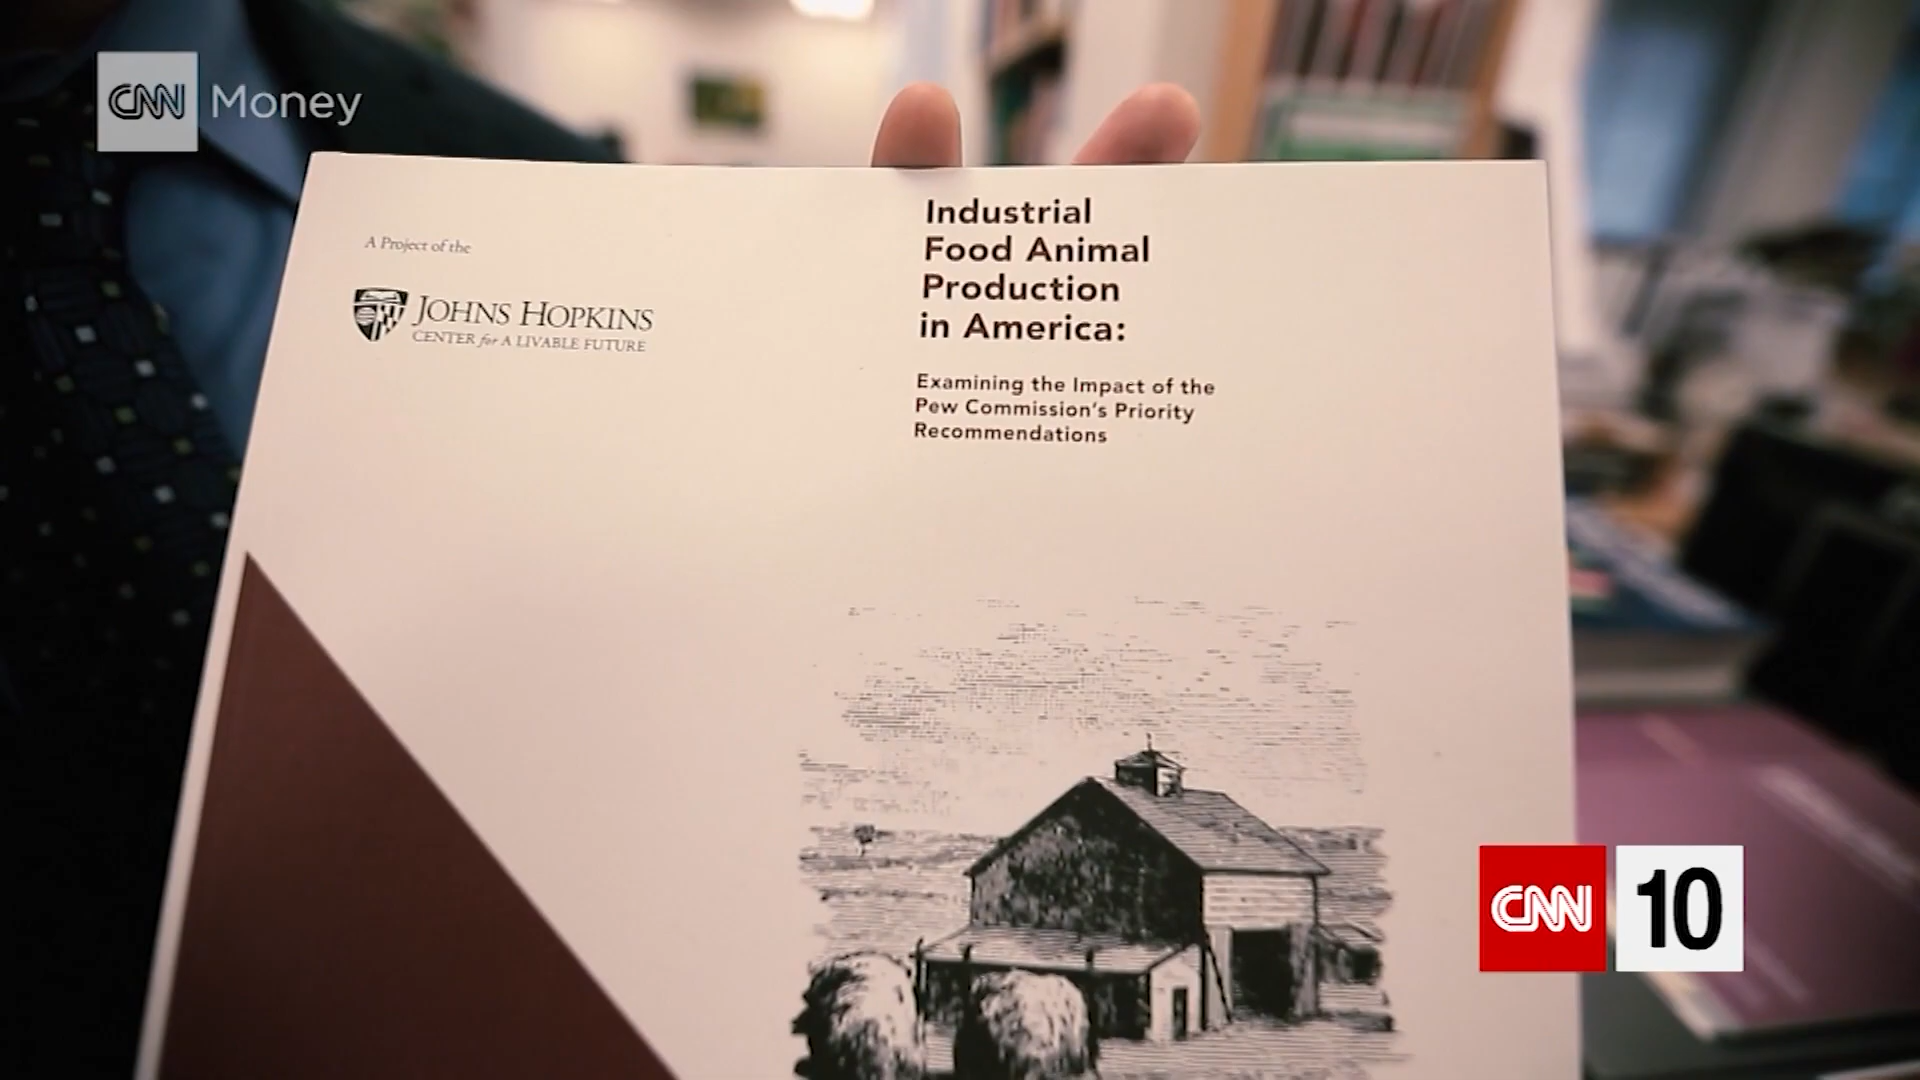 CNN Money
A Project of the
JOHNS HOPKINS
CENTER for A LIVABLE FUTURE
Industrial
Food Animal
Production
in America:
Examining the Impact of the
Pew Commission's Priority
Recommendations
CNN 10